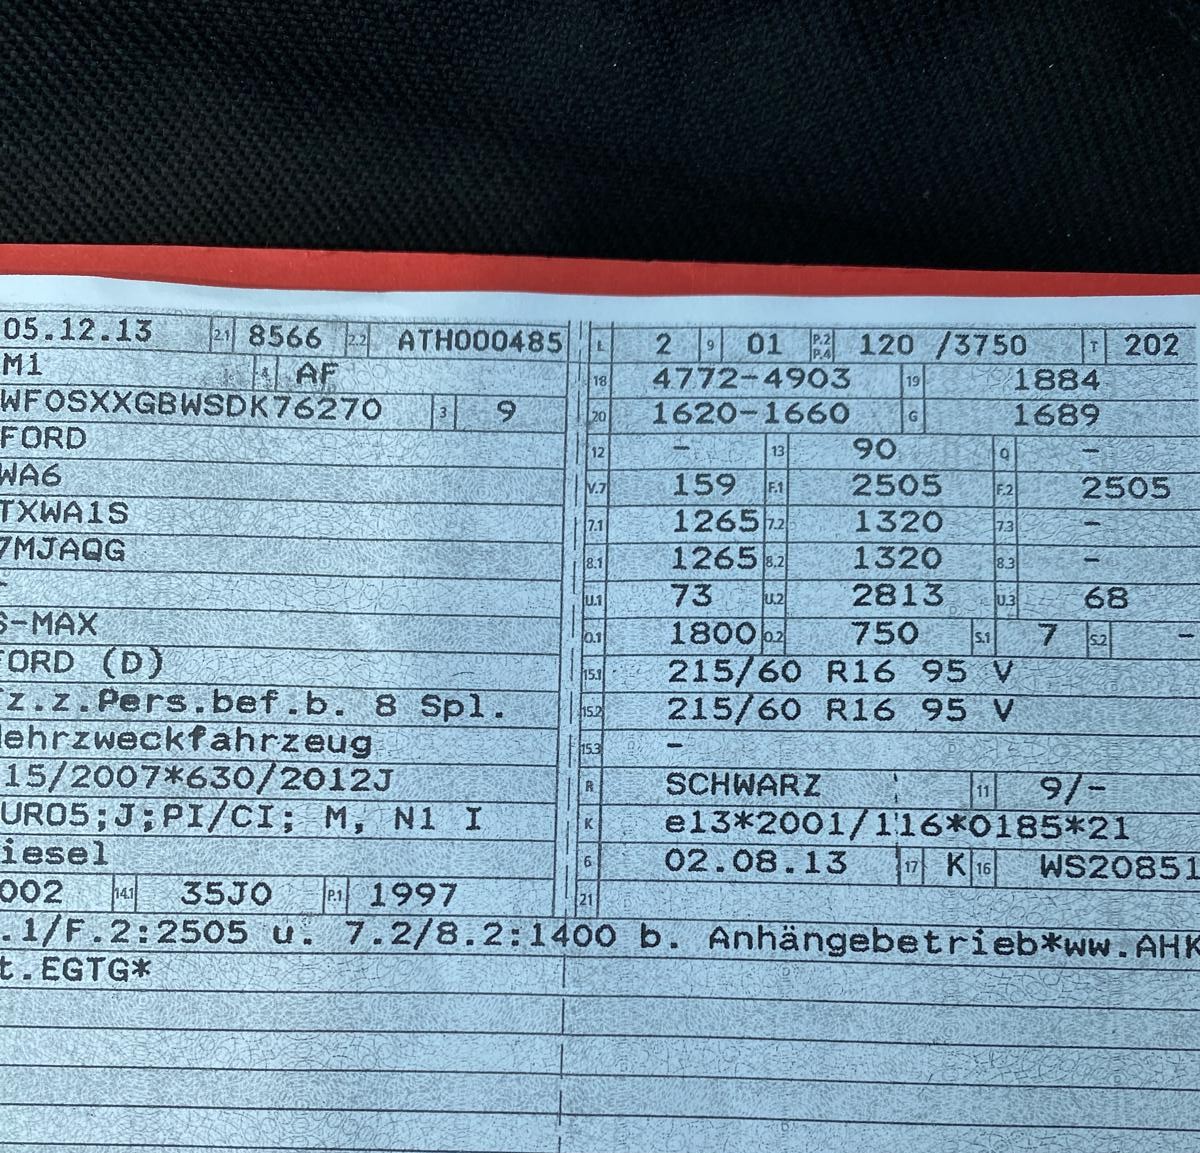 05.12.13 2.1 8566 2.2 ATH000485
M1 4 AF
WF0SXXGBWSDK76270 3 9
FORD
WA6
TXWA1S
7MJAQG
-
S-MAX
FORD (D)
fz.z.Pers.bef.b. 8 Spl.
Mehrzweckfahrzeug
15/2007*630/2012J
URO5;J;PI/CI; M, N1 I
iesel
002 14.1 35J0 P.1 1997
L 2 9 01 P.2 P.4 120 /3750 T 202
18 4772-4903 19 1884
20 1620-1660 G 1689
12 - 13 90 Q -
V.7 159 F.1 2505 F.2 2505
7.1 1265 7.2 1320 7.3 -
8.1 1265 8.2 1320 8.3 -
U.1 73 U.2 2813 U.3 68
O.1 1800 O.2 750 S.1 7 S.2 -
15.1 215/60 R16 95 V
15.2 215/60 R16 95 V
15.3 -
R SCHWARZ 11 9/-
K e13*2001/116*0185*21
6 02.08.13 17 K 16 WS20851
21
.1/F.2:2505 u. 7.2/8.2:1400 b. Anhängebetrieb*ww.AHK
t.EGTG*